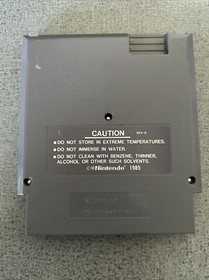 CAUTION
REV-A
• DO NOT STORE IN EXTREME TEMPERATURES.
• DO NOT IMMERSE IN WATER.
• DO NOT CLEAN WITH BENZENE, THINNER,
ALCOHOL OR OTHER SUCH SOLVENTS.
©®Nintendo® 1985